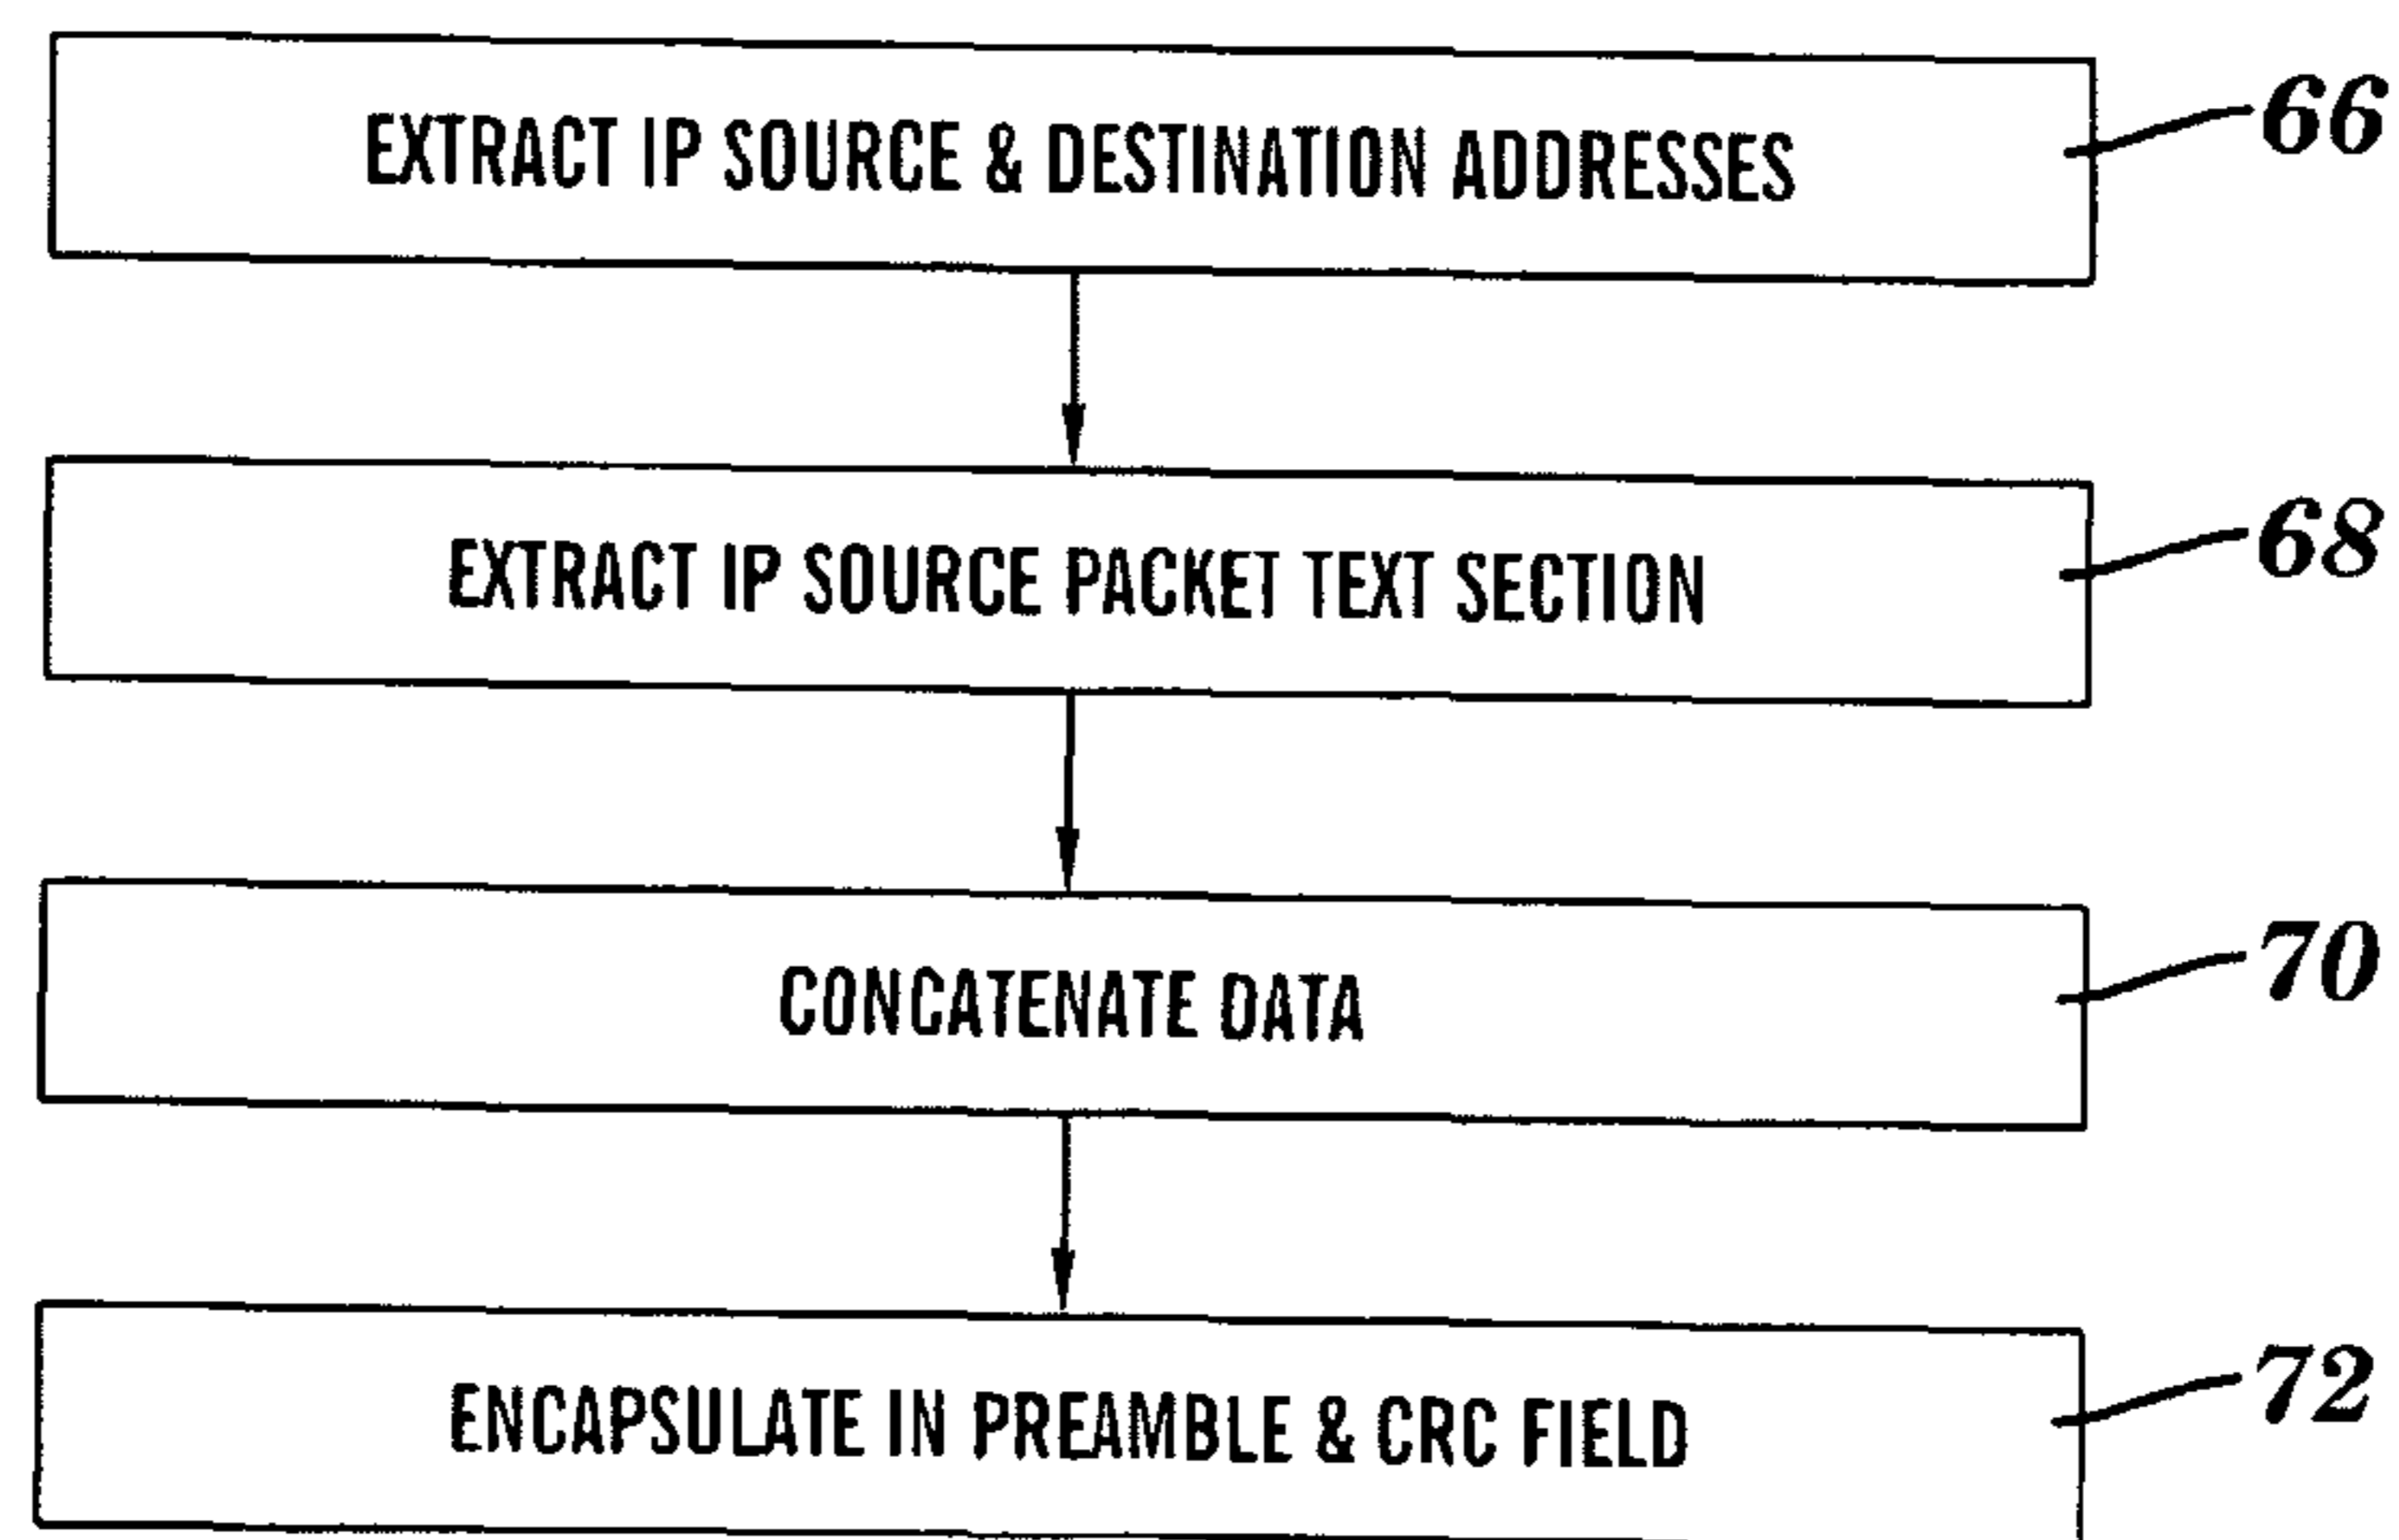 EXTRACT IP SOURCE & DESTINATION ADDRESSES
66
EXTRACT IP SOURCE PACKET TEXT SECTION
68
CONCATENATE DATA
70
ENCAPSULATE IN PREAMBLE & CRC FIELD
72